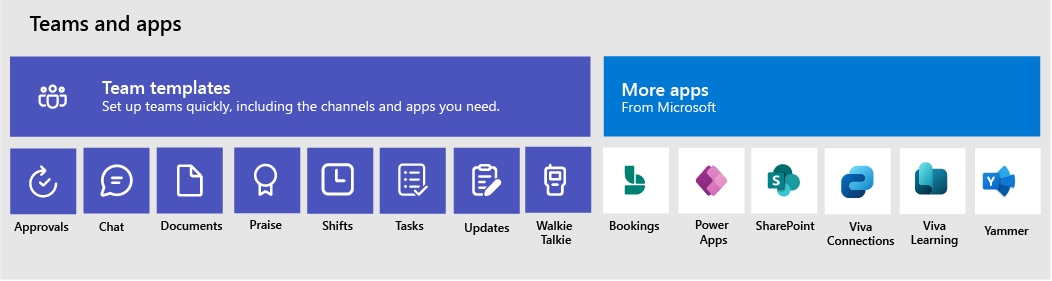 Teams and apps
Team templates
Set up teams quickly, including the channels and apps you need.
More apps
From Microsoft
Approvals
Chat
Documents
Praise
Shifts
Tasks
Updates
Walkie
Talkie
Bookings
Power
Apps
S
SharePoint
Viva
Connections
Viva
Learning
Y
Yammer